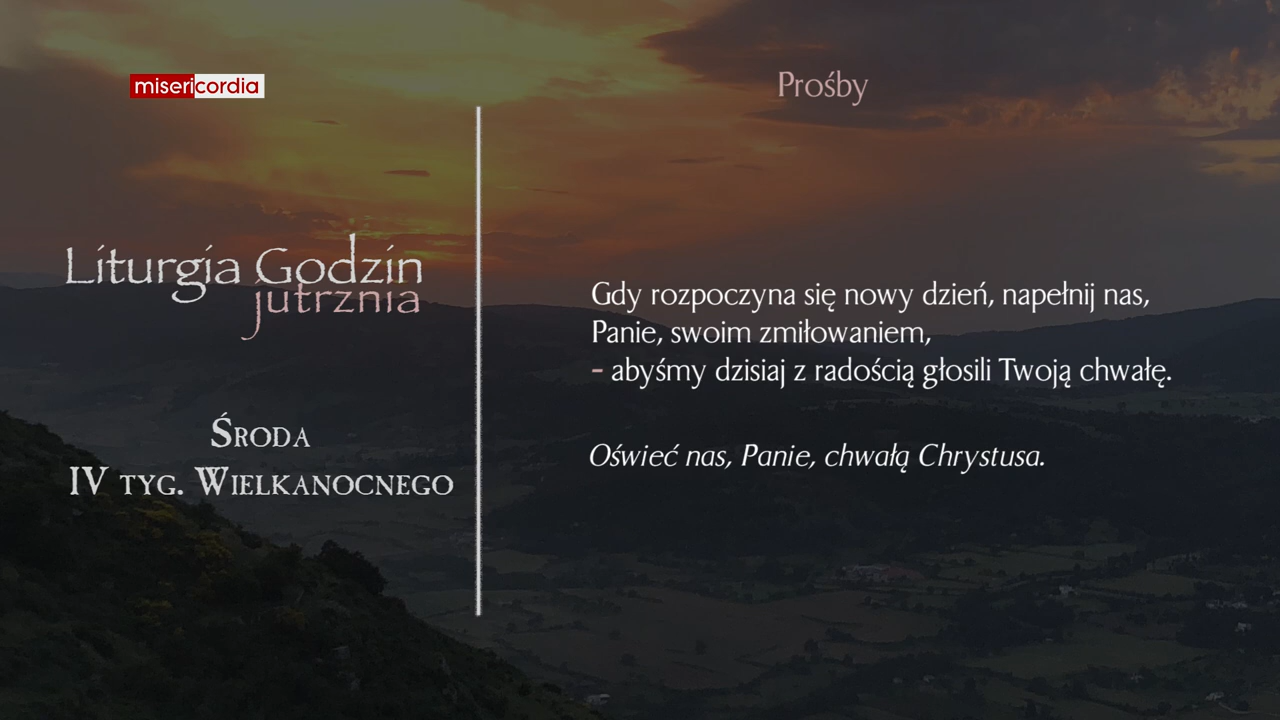 misericordia
Prośby
Liturgia Godzin
jutrznia
Środa
IV tyg. Wielkanocnego
Gdy rozpoczyna się nowy dzień, napełnij nas,
Panie, swoim zmiłowaniem,
- abyśmy dzisiaj z radością głosili Twoją chwałę.
Oświeć nas, Panie, chwałą Chrystusa.